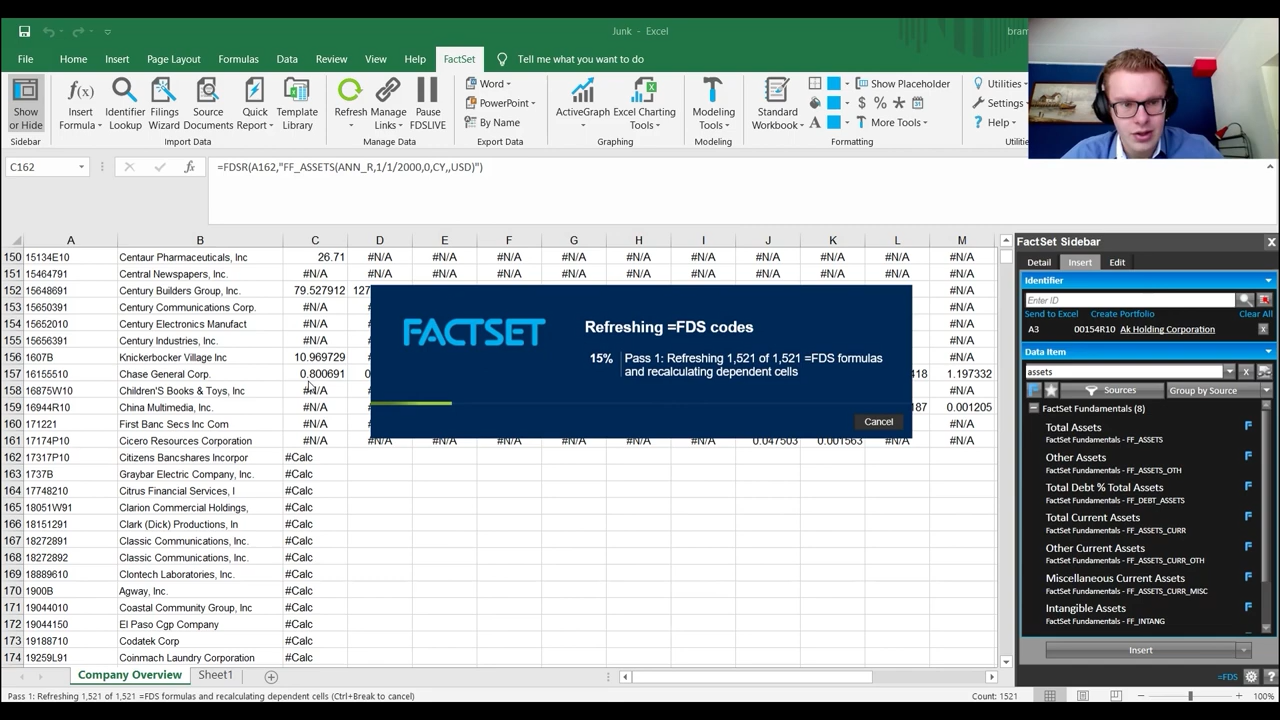 Junk - Excel
bram
File Home Insert Page Layout Formulas Data Review View Help FactSet Tell me what you want to do
Show or Hide
Insert Formula
Identifier Lookup
Filings Wizard
Source Documents
Quick Report
Template Library
Refresh
Manage Links
Pause FDSLIVE
Word
PowerPoint
By Name
ActiveGraph
Excel Charting Tools
Modeling Tools
Standard Workbook
Show Placeholder
$ %
More Tools
Utilities
Settings
Help
Sidebar Import Data Manage Data Export Data Graphing Modeling Formatting Utilities
C162 fx =FDSR(A162,"FF_ASSETS(ANN_R,1/1/2000,0,CY,,USD)")
A B C D E F G H I J K L M
150 15134E10 Centaur Pharmaceuticals, Inc 26.71 #N/A #N/A #N/A #N/A #N/A #N/A #N/A #N/A #N/A #N/A
151 15464791 Central Newspapers, Inc. #N/A #N/A #N/A #N/A #N/A #N/A #N/A #N/A #N/A #N/A #N/A
152 15648691 Century Builders Group, Inc. 79.527912 127 #N/A
153 15650391 Century Communications Corp. #N/A #N/A
154 15652010 Century Electronics Manufact #N/A #N/A
155 15656391 Century Industries, Inc. #N/A #N/A
156 1607B Knickerbocker Village Inc 10.969729 #N/A
157 16155510 Chase General Corp. 0.800691 0 418 1.197332
158 16875W10 Children'S Books & Toys, Inc #N/A #N/A
159 16944R10 China Multimedia, Inc. #N/A 187 0.001205
160 171221 First Banc Secs Inc Com #N/A #N/A
161 17174P10 Cicero Resources Corporation #N/A #N/A #N/A #N/A #N/A #N/A #N/A 0.047503 0.001563 #N/A #N/A
162 17317P10 Citizens Bancshares Incorpor #Calc
163 1737B Graybar Electric Company, Inc. #Calc
164 17748210 Citrus Financial Services, I #Calc
165 18051W91 Clarion Commercial Holdings, #Calc
166 18151291 Clark (Dick) Productions, In #Calc
167 18272891 Classic Communications, Inc. #Calc
168 18272892 Classic Communications, Inc. #Calc
169 18889610 Clontech Laboratories, Inc. #Calc
170 1900B Agway, Inc. #Calc
171 19044010 Coastal Community Group, Inc #Calc
172 19044150 El Paso Cgp Company #Calc
173 19188710 Codatek Corp #Calc
174 19259L91 Coinmach Laundry Corporation #Calc
FACTSET
Refreshing =FDS codes
15% Pass 1: Refreshing 1,521 of 1,521 =FDS formulas
and recalculating dependent cells
Cancel
FactSet Sidebar x
Detail Insert Edit
Identifier
Enter ID
Send to Excel Create Portfolio Clear All
A3 00154R10 Ak Holding Corporation x
Data Item
assets x
Sources Group by Source
FactSet Fundamentals (8)
Total Assets
FactSet Fundamentals - FF_ASSETS
Other Assets
FactSet Fundamentals - FF_ASSETS_OTH
Total Debt % Total Assets
FactSet Fundamentals - FF_DEBT_ASSETS
Total Current Assets
FactSet Fundamentals - FF_ASSETS_CURR
Other Current Assets
FactSet Fundamentals - FF_ASSETS_CURR_OTH
Miscellaneous Current Assets
FactSet Fundamentals - FF_ASSETS_CURR_MISC
Intangible Assets
FactSet Fundamentals - FF_INTANG
Insert
=FDS ?
Company Overview Sheet1
Pass 1: Refreshing 1,521 of 1,521 =FDS formulas and recalculating dependent cells (Ctrl+Break to cancel) Count: 1521 100%